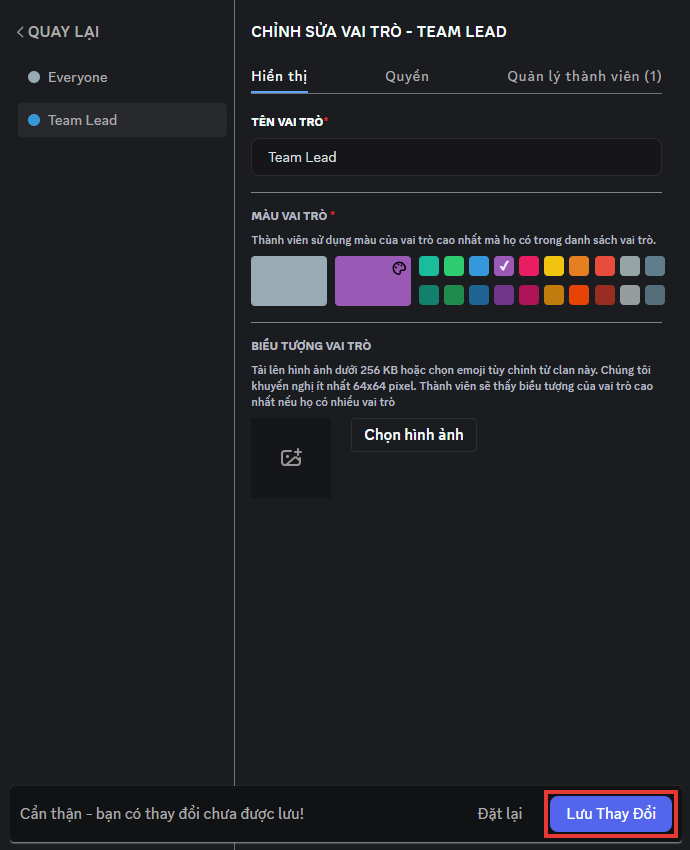 QUAY LẠI
Everyone
Team Lead
CHỈNH SỬA VAI TRÒ - TEAM LEAD
Hiển thị
Quyền
Quản lý thành viên (1)
TÊN VAI TRÒ*
Team Lead
MÀU VAI TRÒ *
Thành viên sử dụng màu của vai trò cao nhất mà họ có trong danh sách vai trò.
BIỂU TƯỢNG VAI TRÒ
Tải lên hình ảnh dưới 256 KB hoặc chọn emoji tùy chỉnh từ clan này. Chúng tôi
khuyến nghị ít nhất 64x64 pixel. Thành viên sẽ thấy biểu tượng của vai trò cao
nhất nếu họ có nhiều vai trò
Chọn hình ảnh
Cẩn thận - bạn có thay đổi chưa được lưu!
Đặt lại
Lưu Thay Đổi